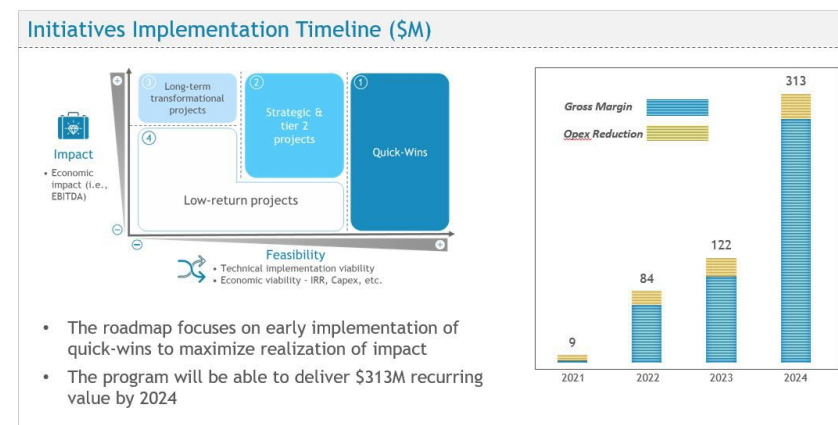 Initiatives Implementation Timeline ($M)
+
3
Long-term
transformational
projects
2
Strategic &
tier 2
projects
1
Quick-Wins
4
Low-return projects
Impact
• Economic
impact (i.e.,
EBITDA)
−
−
+
Feasibility
• Technical implementation viability
• Economic viability – IRR, Capex, etc.
• The roadmap focuses on early implementation of
quick-wins to maximize realization of impact
• The program will be able to deliver $313M recurring
value by 2024
Gross Margin
Opex Reduction
9
84
122
313
2021
2022
2023
2024